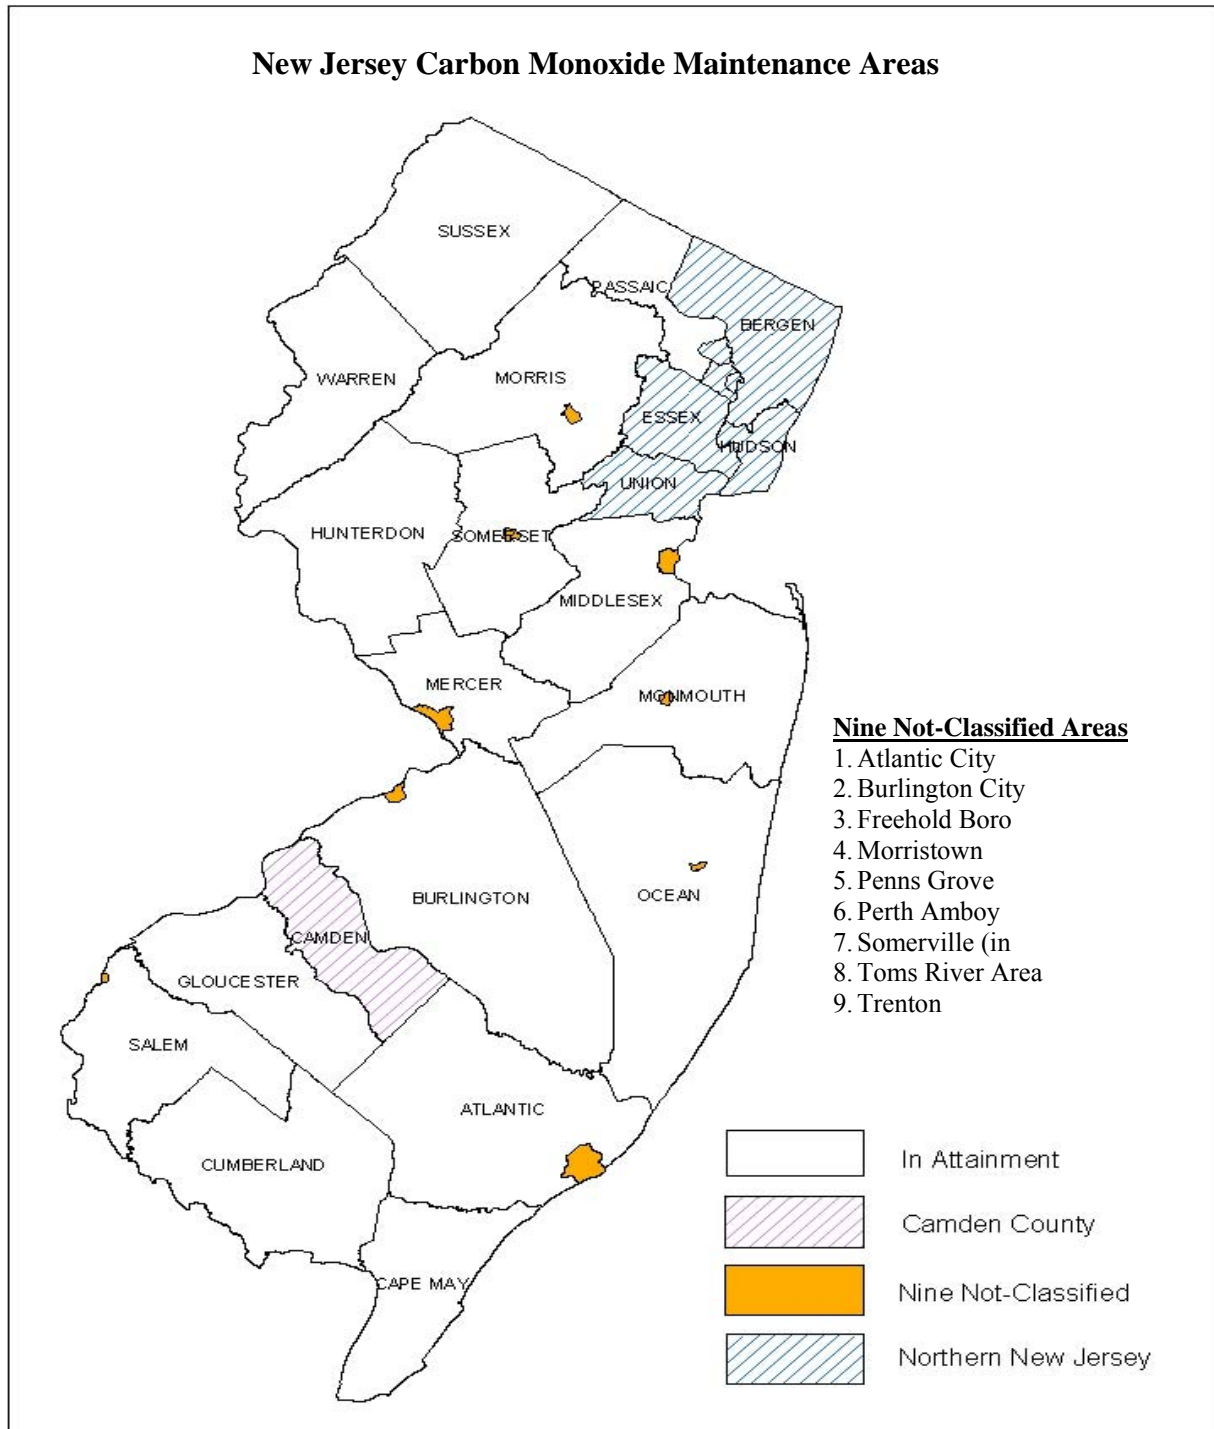 New Jersey Carbon Monoxide Maintenance Areas
SUSSEX
PASSAIC
BERGEN
WARREN
MORRIS
ESSEX
HUDSON
UNION
HUNTERDON
SOMERSET
MIDDLESEX
MERCER
MONMOUTH
Nine Not-Classified Areas
1. Atlantic City
2. Burlington City
3. Freehold Boro
4. Morristown
5. Penns Grove
6. Perth Amboy
7. Somerville (in
8. Toms River Area
9. Trenton
BURLINGTON
OCEAN
CAMDEN
GLOUCESTER
SALEM
ATLANTIC
CUMBERLAND
CAPE MAY
In Attainment
Camden County
Nine Not-Classified
Northern New Jersey